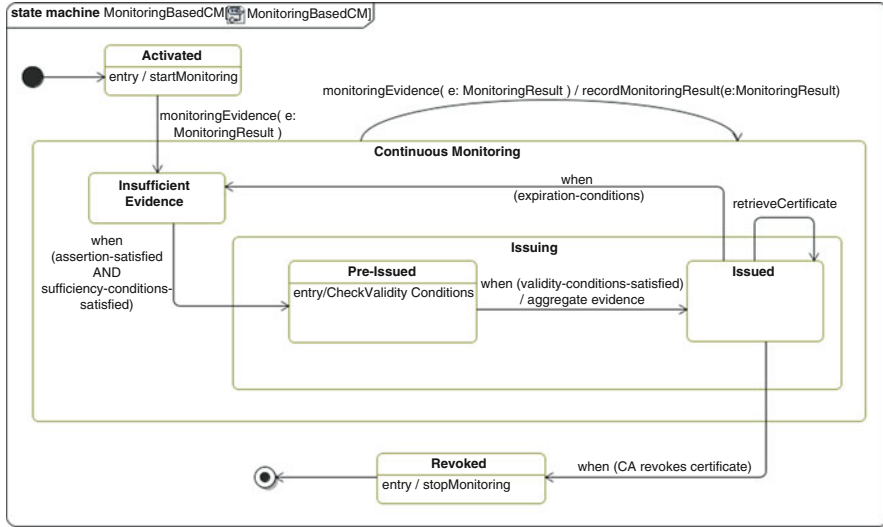 state machine MonitoringBasedCM[ MonitoringBasedCM]
Activated
entry / startMonitoring
monitoringEvidence( e: MonitoringResult ) / recordMonitoringResult(e:MonitoringResult)
monitoringEvidence( e:
MonitoringResult )
Continuous Monitoring
Insufficient
Evidence
when
(expiration-conditions)
retrieveCertificate
when
(assertion-satisfied
AND
sufficiency-conditions-
satisfied)
Issuing
Pre-Issued
entry/CheckValidity Conditions
when (validity-conditions-satisfied)
/ aggregate evidence
Issued
Revoked
entry / stopMonitoring
when (CA revokes certificate)